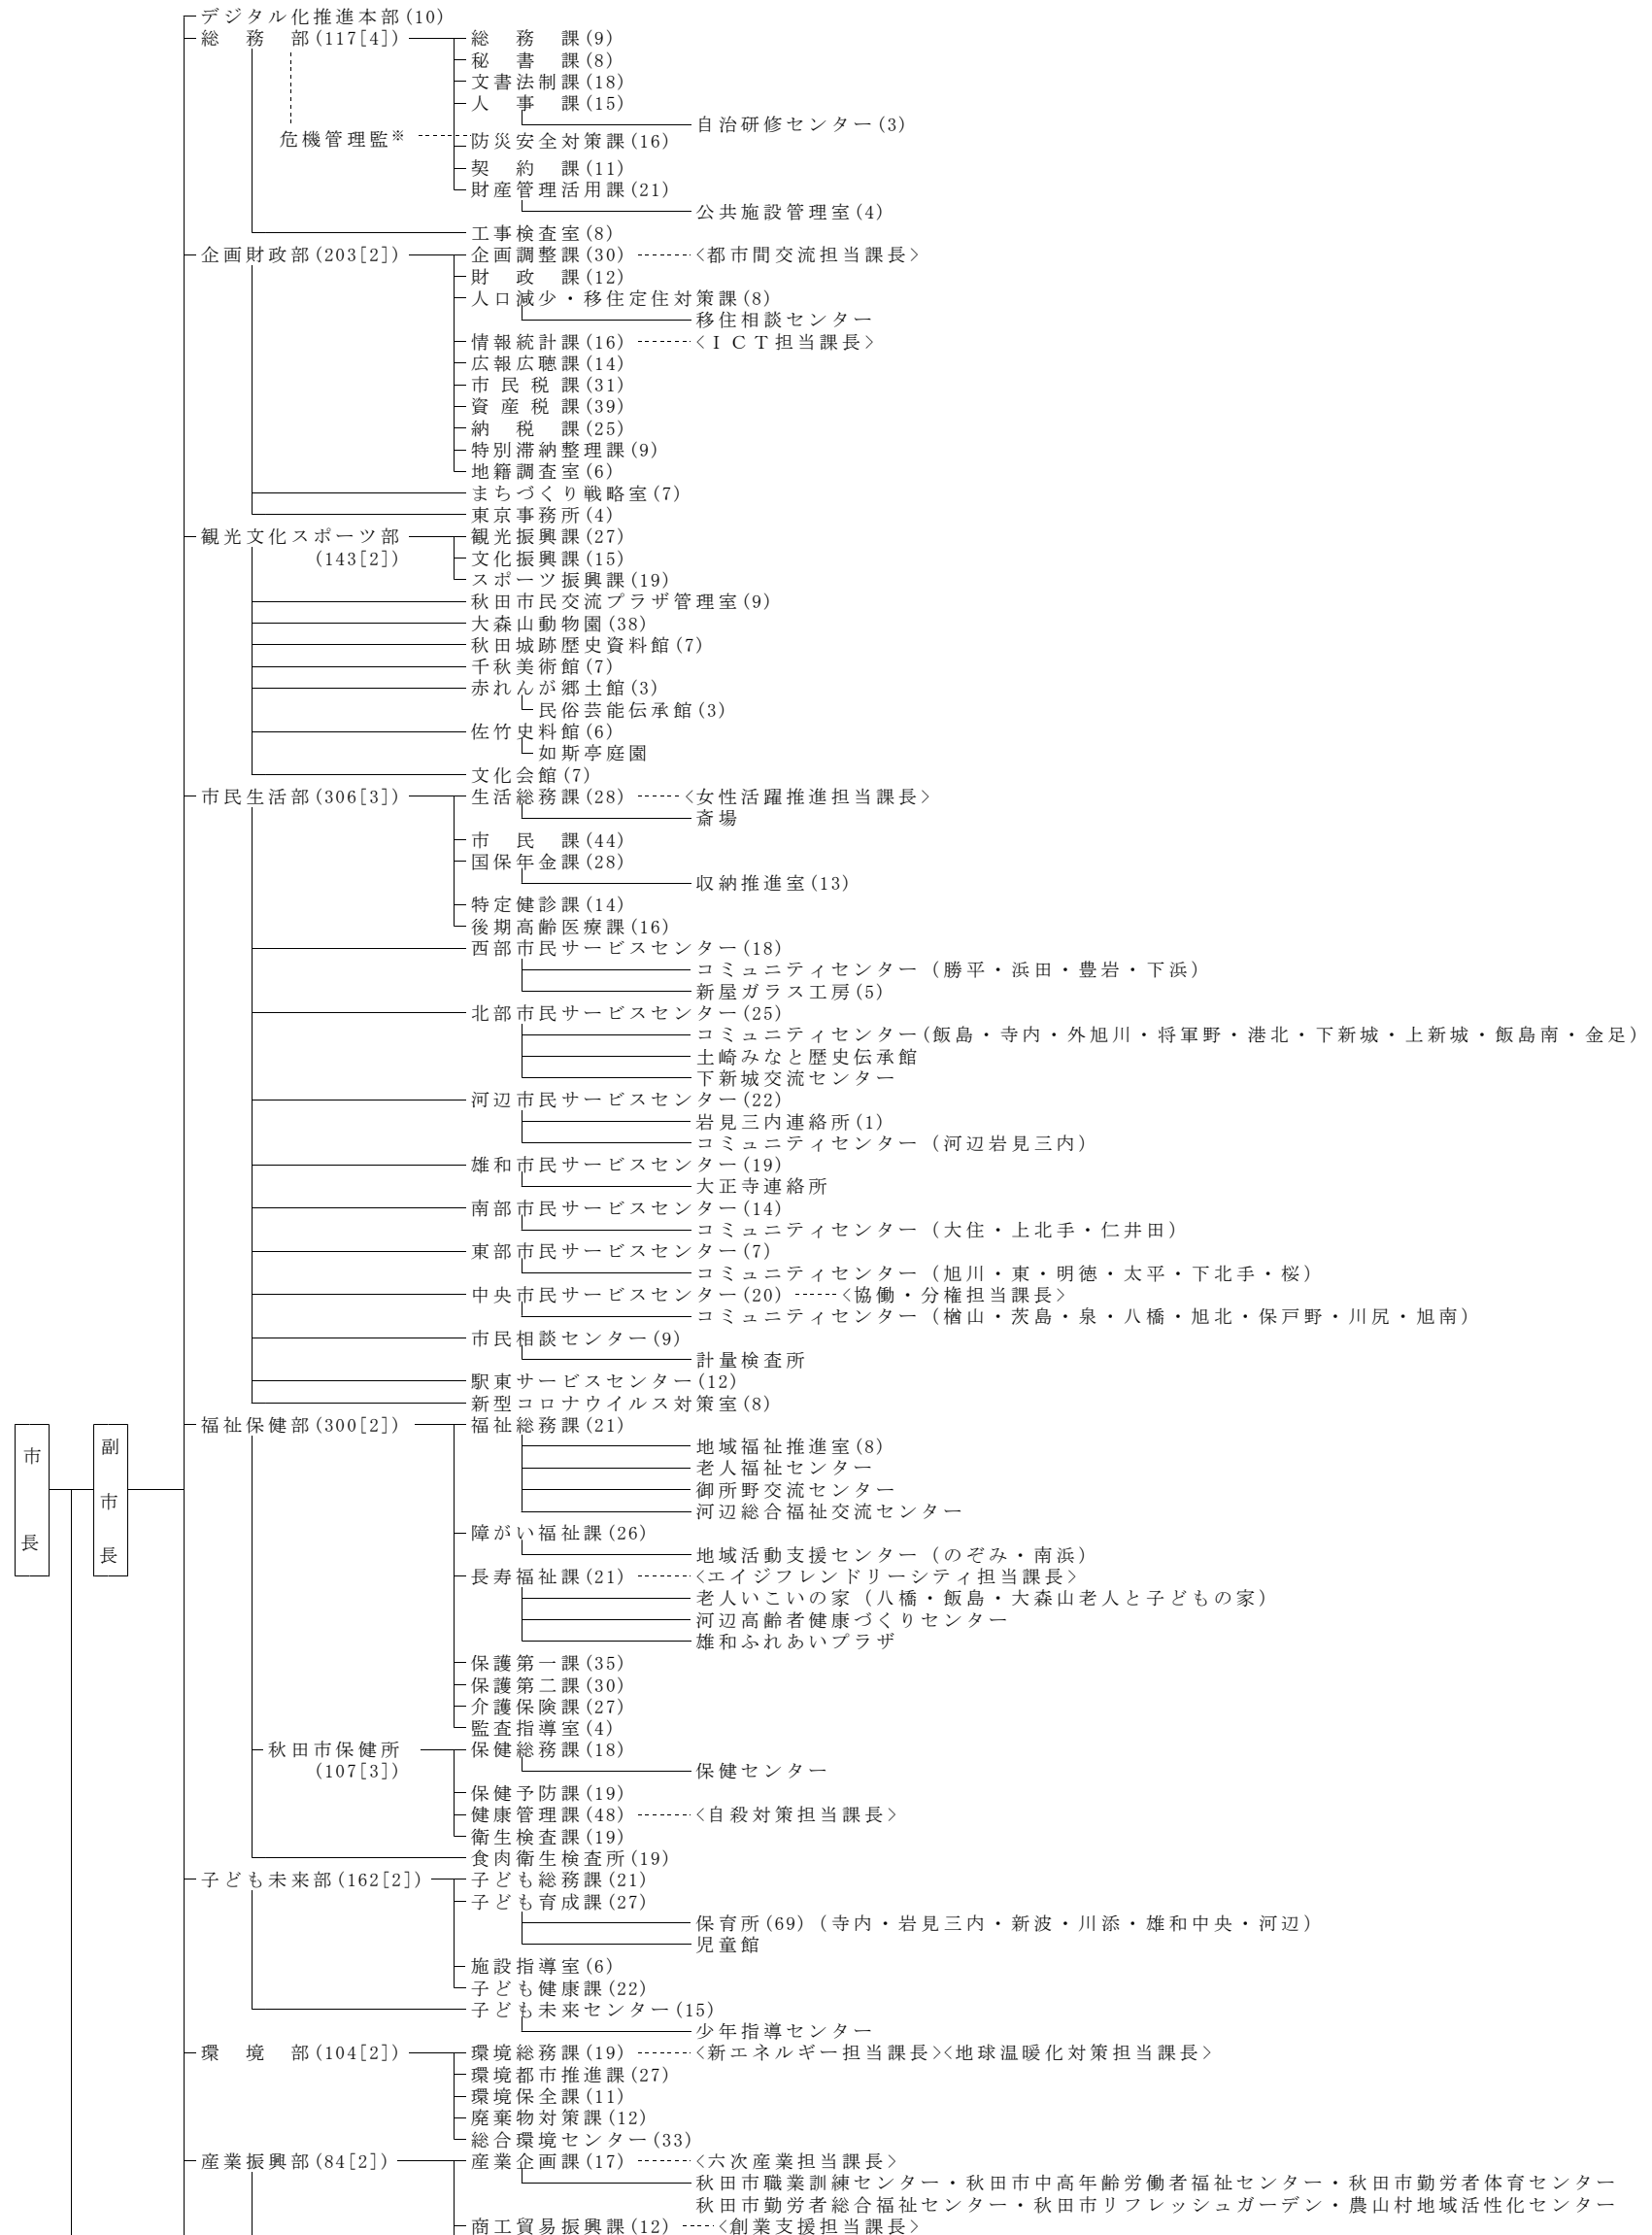 デジタル化推進本部(10)
総　務　部(117[4]) 総　務　課(9)
秘　書　課(8)
文書法制課(18)
人　事　課(15)
自治研修センター(3)
危機管理監※ 防災安全対策課(16)
契　約　課(11)
財産管理活用課(21)
公共施設管理室(4)
工事検査室(8)
企画財政部(203[2]) 企画調整課(30) 〈都市間交流担当課長〉
財　政　課(12)
人口減少・移住定住対策課(8)
移住相談センター
情報統計課(16) 〈ＩＣＴ担当課長〉
広報広聴課(14)
市 民 税 課(31)
資 産 税 課(39)
納　税　課(25)
特別滞納整理課(9)
地籍調査室(6)
まちづくり戦略室(7)
東京事務所(4)
観光文化スポーツ部 観光振興課(27)
(143[2]) 文化振興課(15)
スポーツ振興課(19)
秋田市民交流プラザ管理室(9)
大森山動物園(38)
秋田城跡歴史資料館(7)
千秋美術館(7)
赤れんが郷土館(3)
民俗芸能伝承館(3)
佐竹史料館(6)
如斯亭庭園
文化会館(7)
市民生活部(306[3]) 生活総務課(28) 〈女性活躍推進担当課長〉
斎場
市　民　課(44)
国保年金課(28)
収納推進室(13)
特定健診課(14)
後期高齢医療課(16)
西部市民サービスセンター(18)
コミュニティセンター（勝平・浜田・豊岩・下浜）
新屋ガラス工房(5)
北部市民サービスセンター(25)
コミュニティセンター(飯島・寺内・外旭川・将軍野・港北・下新城・上新城・飯島南・金足)
土崎みなと歴史伝承館
下新城交流センター
河辺市民サービスセンター(22)
岩見三内連絡所(1)
コミュニティセンター（河辺岩見三内）
雄和市民サービスセンター(19)
大正寺連絡所
南部市民サービスセンター(14)
コミュニティセンター（大住・上北手・仁井田）
東部市民サービスセンター(7)
コミュニティセンター（旭川・東・明徳・太平・下北手・桜）
中央市民サービスセンター(20) 〈協働・分権担当課長〉
コミュニティセンター（楢山・茨島・泉・八橋・旭北・保戸野・川尻・旭南）
市民相談センター(9)
計量検査所
駅東サービスセンター(12)
新型コロナウイルス対策室(8)
市長
副市長
福祉保健部(300[2]) 福祉総務課(21)
地域福祉推進室(8)
老人福祉センター
御所野交流センター
河辺総合福祉交流センター
障がい福祉課(26)
地域活動支援センター（のぞみ・南浜）
長寿福祉課(21) 〈エイジフレンドリーシティ担当課長〉
老人いこいの家（八橋・飯島・大森山老人と子どもの家）
河辺高齢者健康づくりセンター
雄和ふれあいプラザ
保護第一課(35)
保護第二課(30)
介護保険課(27)
監査指導室(4)
秋田市保健所 保健総務課(18)
(107[3]) 保健センター
保健予防課(19)
健康管理課(48) 〈自殺対策担当課長〉
衛生検査課(19)
食肉衛生検査所(19)
子ども未来部(162[2]) 子ども総務課(21)
子ども育成課(27)
保育所(69)（寺内・岩見三内・新波・川添・雄和中央・河辺）
児童館
施設指導室(6)
子ども健康課(22)
子ども未来センター(15)
少年指導センター
環　境　部(104[2]) 環境総務課(19) 〈新エネルギー担当課長〉〈地球温暖化対策担当課長〉
環境都市推進課(27)
環境保全課(11)
廃棄物対策課(12)
総合環境センター(33)
産業振興部(84[2]) 産業企画課(17) 〈六次産業担当課長〉
秋田市職業訓練センター・秋田市中高年齢労働者福祉センター・秋田市勤労者体育センター
秋田市勤労者総合福祉センター・秋田市リフレッシュガーデン・農山村地域活性化センター
商工貿易振興課(12) 〈創業支援担当課長〉